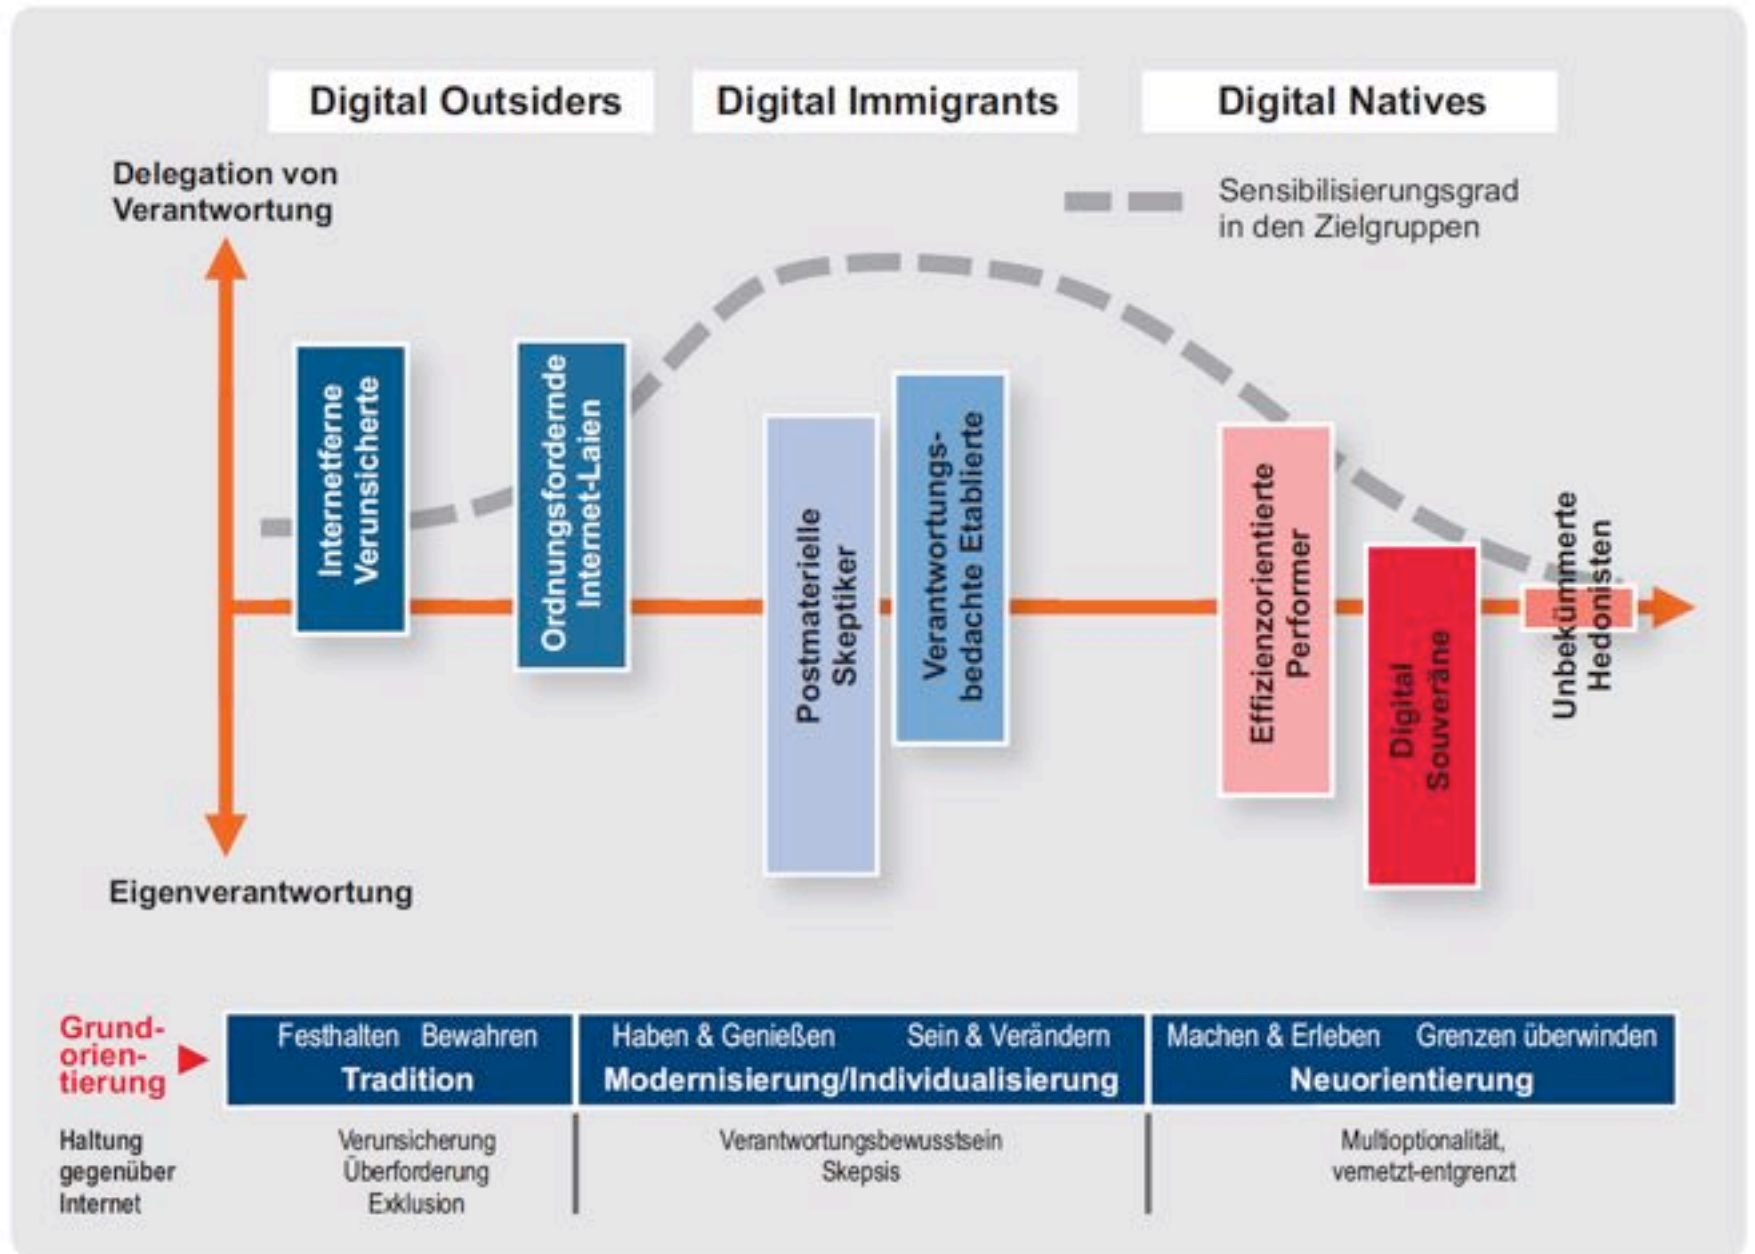 Digital Outsiders
Digital Immigrants
Digital Natives
Delegation von
Verantwortung
Sensibilisierungsgrad
in den Zielgruppen
Internetferne
Verunsicherte
Ordnungsfordernde
Internet-Laien
Postmaterielle
Skeptiker
Verantwortungs-
bedachte Etablierte
Effizienzorientierte
Performer
Digital
Souveräne
Unbekümmerte
Hedonisten
Eigenverantwortung
Grund-
orien-
tierung
Festhalten Bewahren
Tradition
Haben & Genießen Sein & Verändern
Modernisierung/Individualisierung
Machen & Erleben Grenzen überwinden
Neuorientierung
Haltung
gegenüber
Internet
Verunsicherung
Überforderung
Exklusion
Verantwortungsbewusstsein
Skepsis
Multioptionalität,
vernetzt-entgrenzt